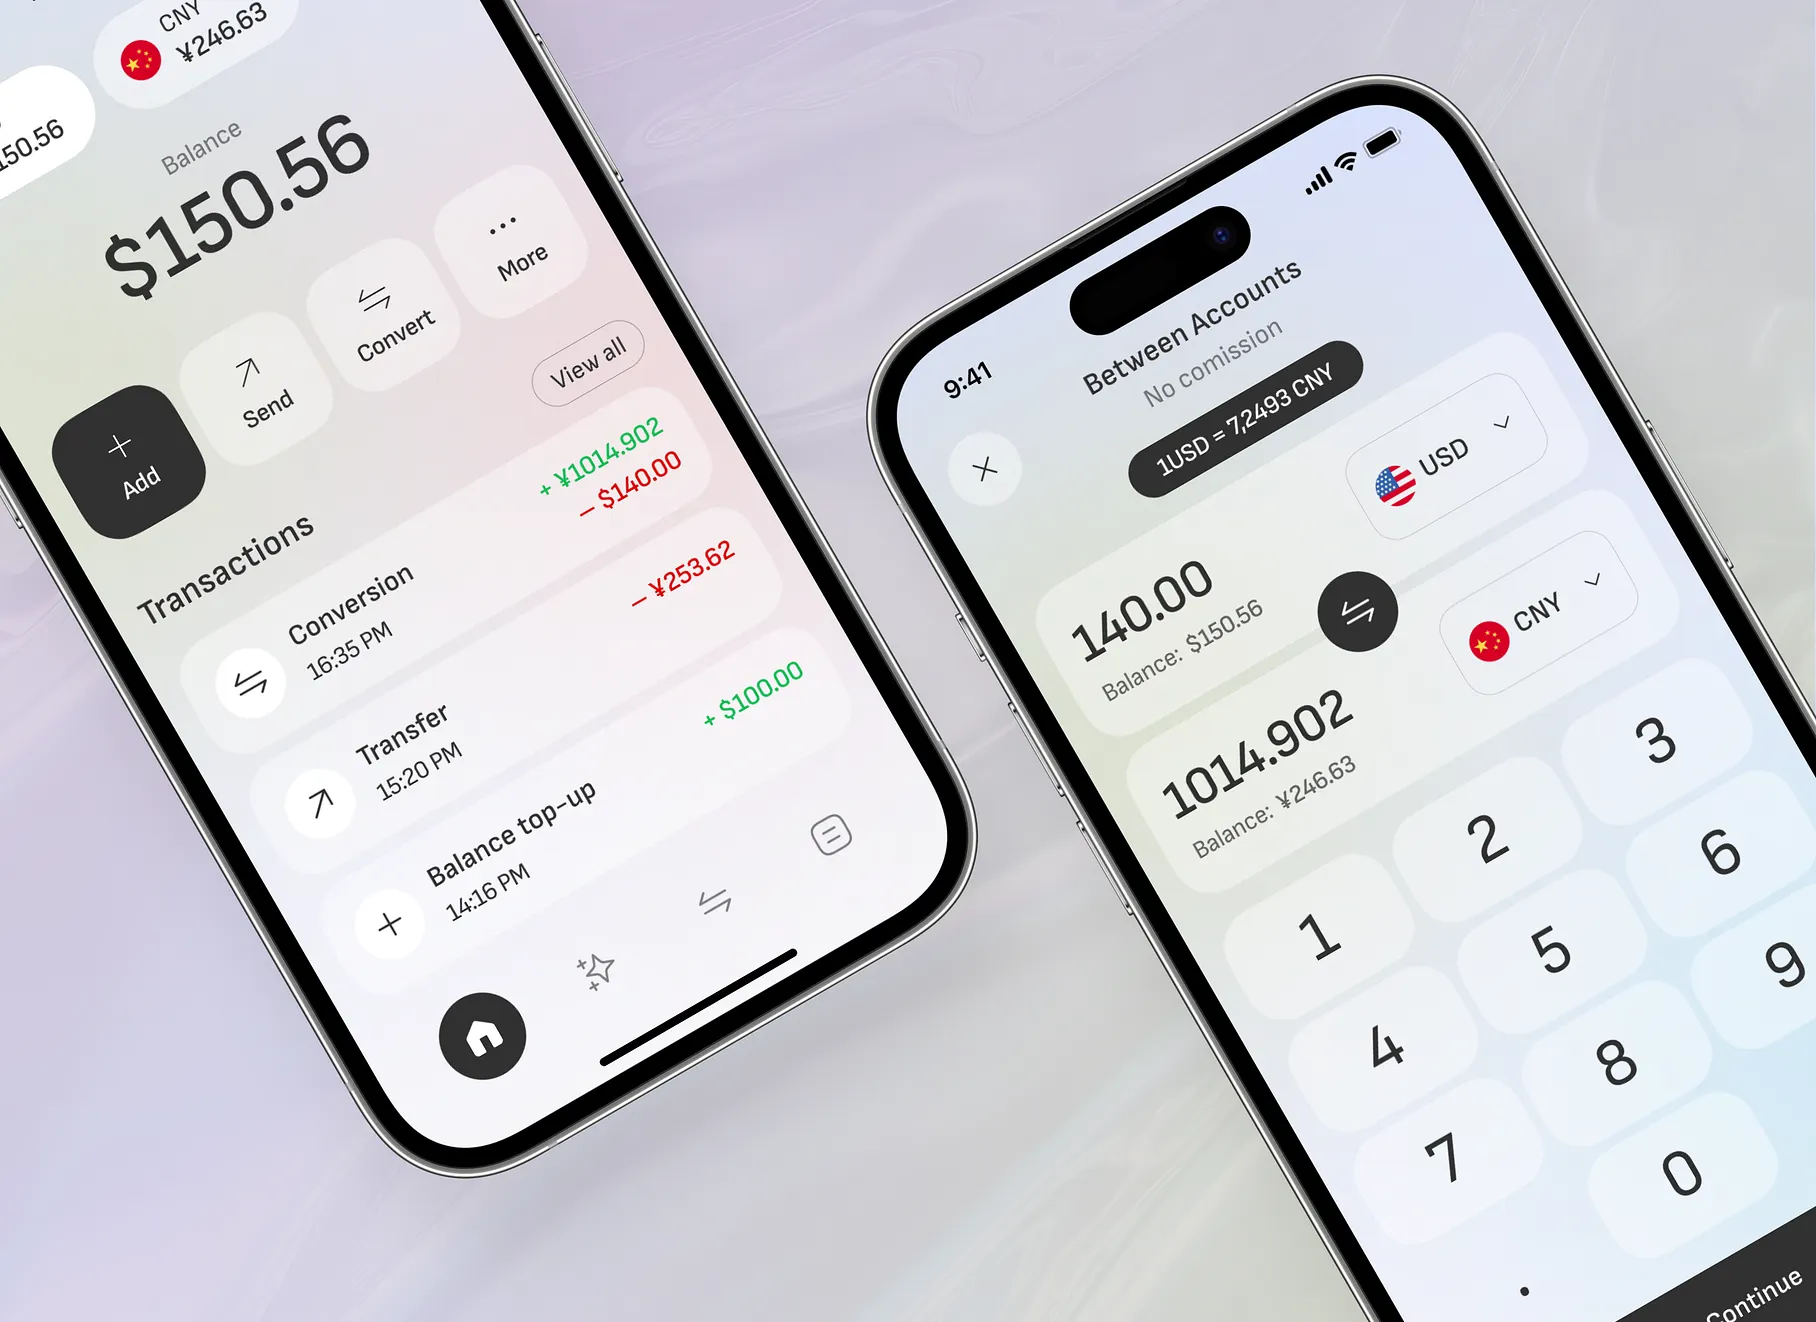 CNY
¥246.63
150.56
Balance
$150.56
Add
Send
Convert
More
Transactions
View all
Conversion
16:35 PM
+ ¥1014.902
– $140.00
Transfer
15:20 PM
– ¥253.62
Balance top-up
14:16 PM
+ $100.00
9:41
Between Accounts
No comission
1USD = 7,2493 CNY
140.00
Balance: $150.56
USD
1014.902
Balance: ¥246.63
CNY
1
2
3
4
5
6
7
8
9
.
0
Continue